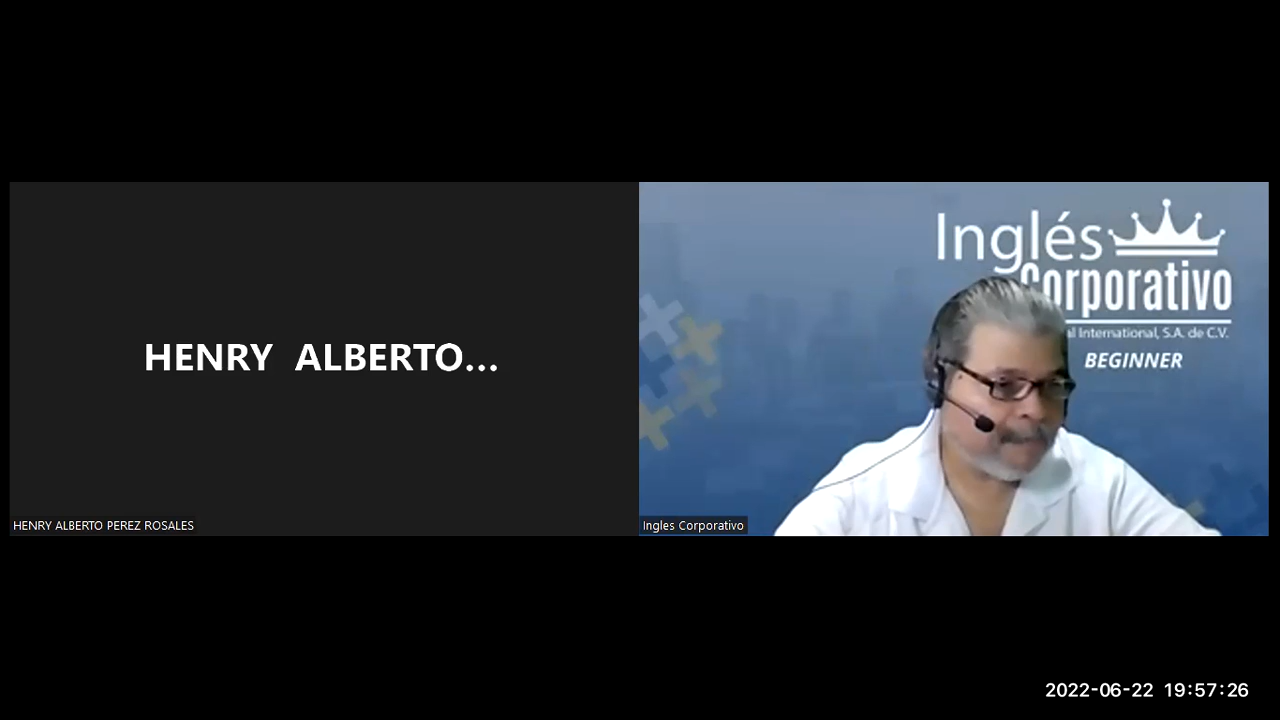 HENRY ALBERTO...
HENRY ALBERTO PEREZ ROSALES
Inglés
Corporativo
al International, S.A. de C.V.
BEGINNER
Ingles Corporativo
2022-06-22 19:57:26